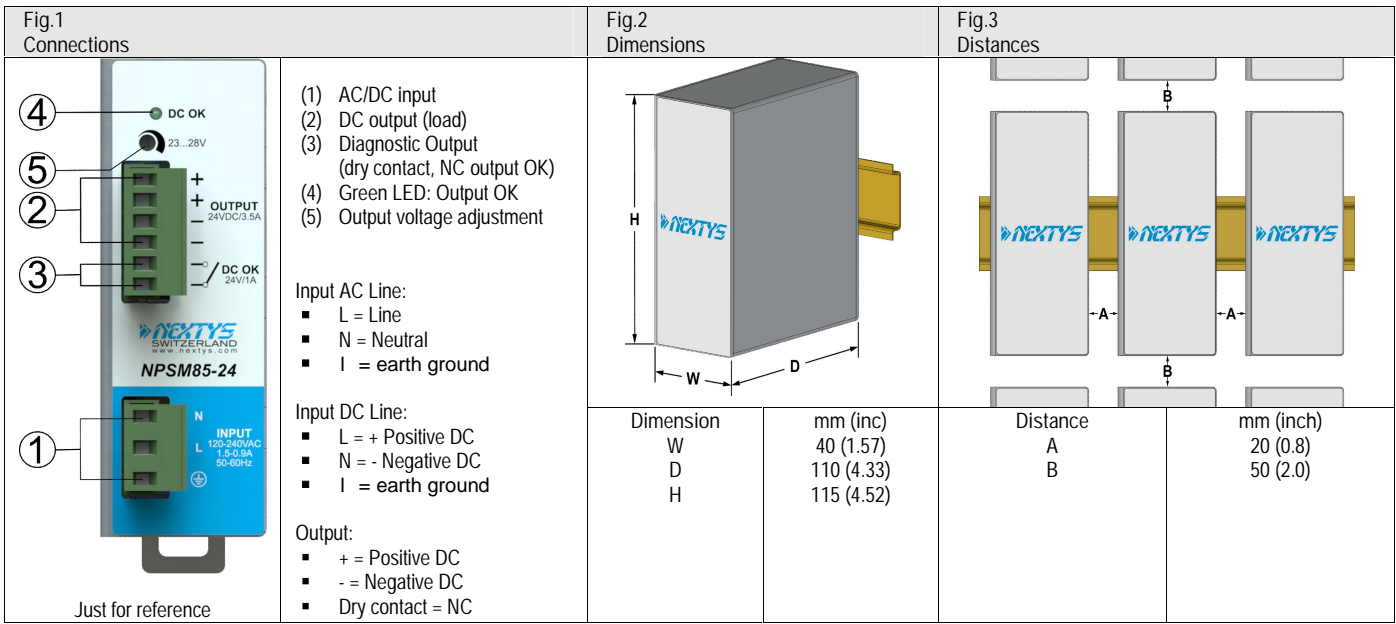 Fig.1
Connections
Fig.2
Dimensions
Fig.3
Distances
4
DC OK
23...28V
5
2
+
+
OUTPUT
24VDC/3.5A
–
–
3
DC OK
24V/1A
NEXTYS
SWITZERLAND
www.nextys.com
NPSM85-24
1
N
L
INPUT
120-240VAC
1.5-0.9A
50-60Hz
Just for reference
(1) AC/DC input
(2) DC output (load)
(3) Diagnostic Output
(dry contact, NC output OK)
(4) Green LED: Output OK
(5) Output voltage adjustment
Input AC Line:
▪ L = Line
▪ N = Neutral
▪ I = earth ground
Input DC Line:
▪ L = + Positive DC
▪ N = - Negative DC
▪ I = earth ground
Output:
▪ + = Positive DC
▪ - = Negative DC
▪ Dry contact = NC
H
NEXTYS
W
D
Dimension mm (inc)
W 40 (1.57)
D 110 (4.33)
H 115 (4.52)
B
NEXTYS NEXTYS NEXTYS
A A
B
Distance mm (inch)
A 20 (0.8)
B 50 (2.0)